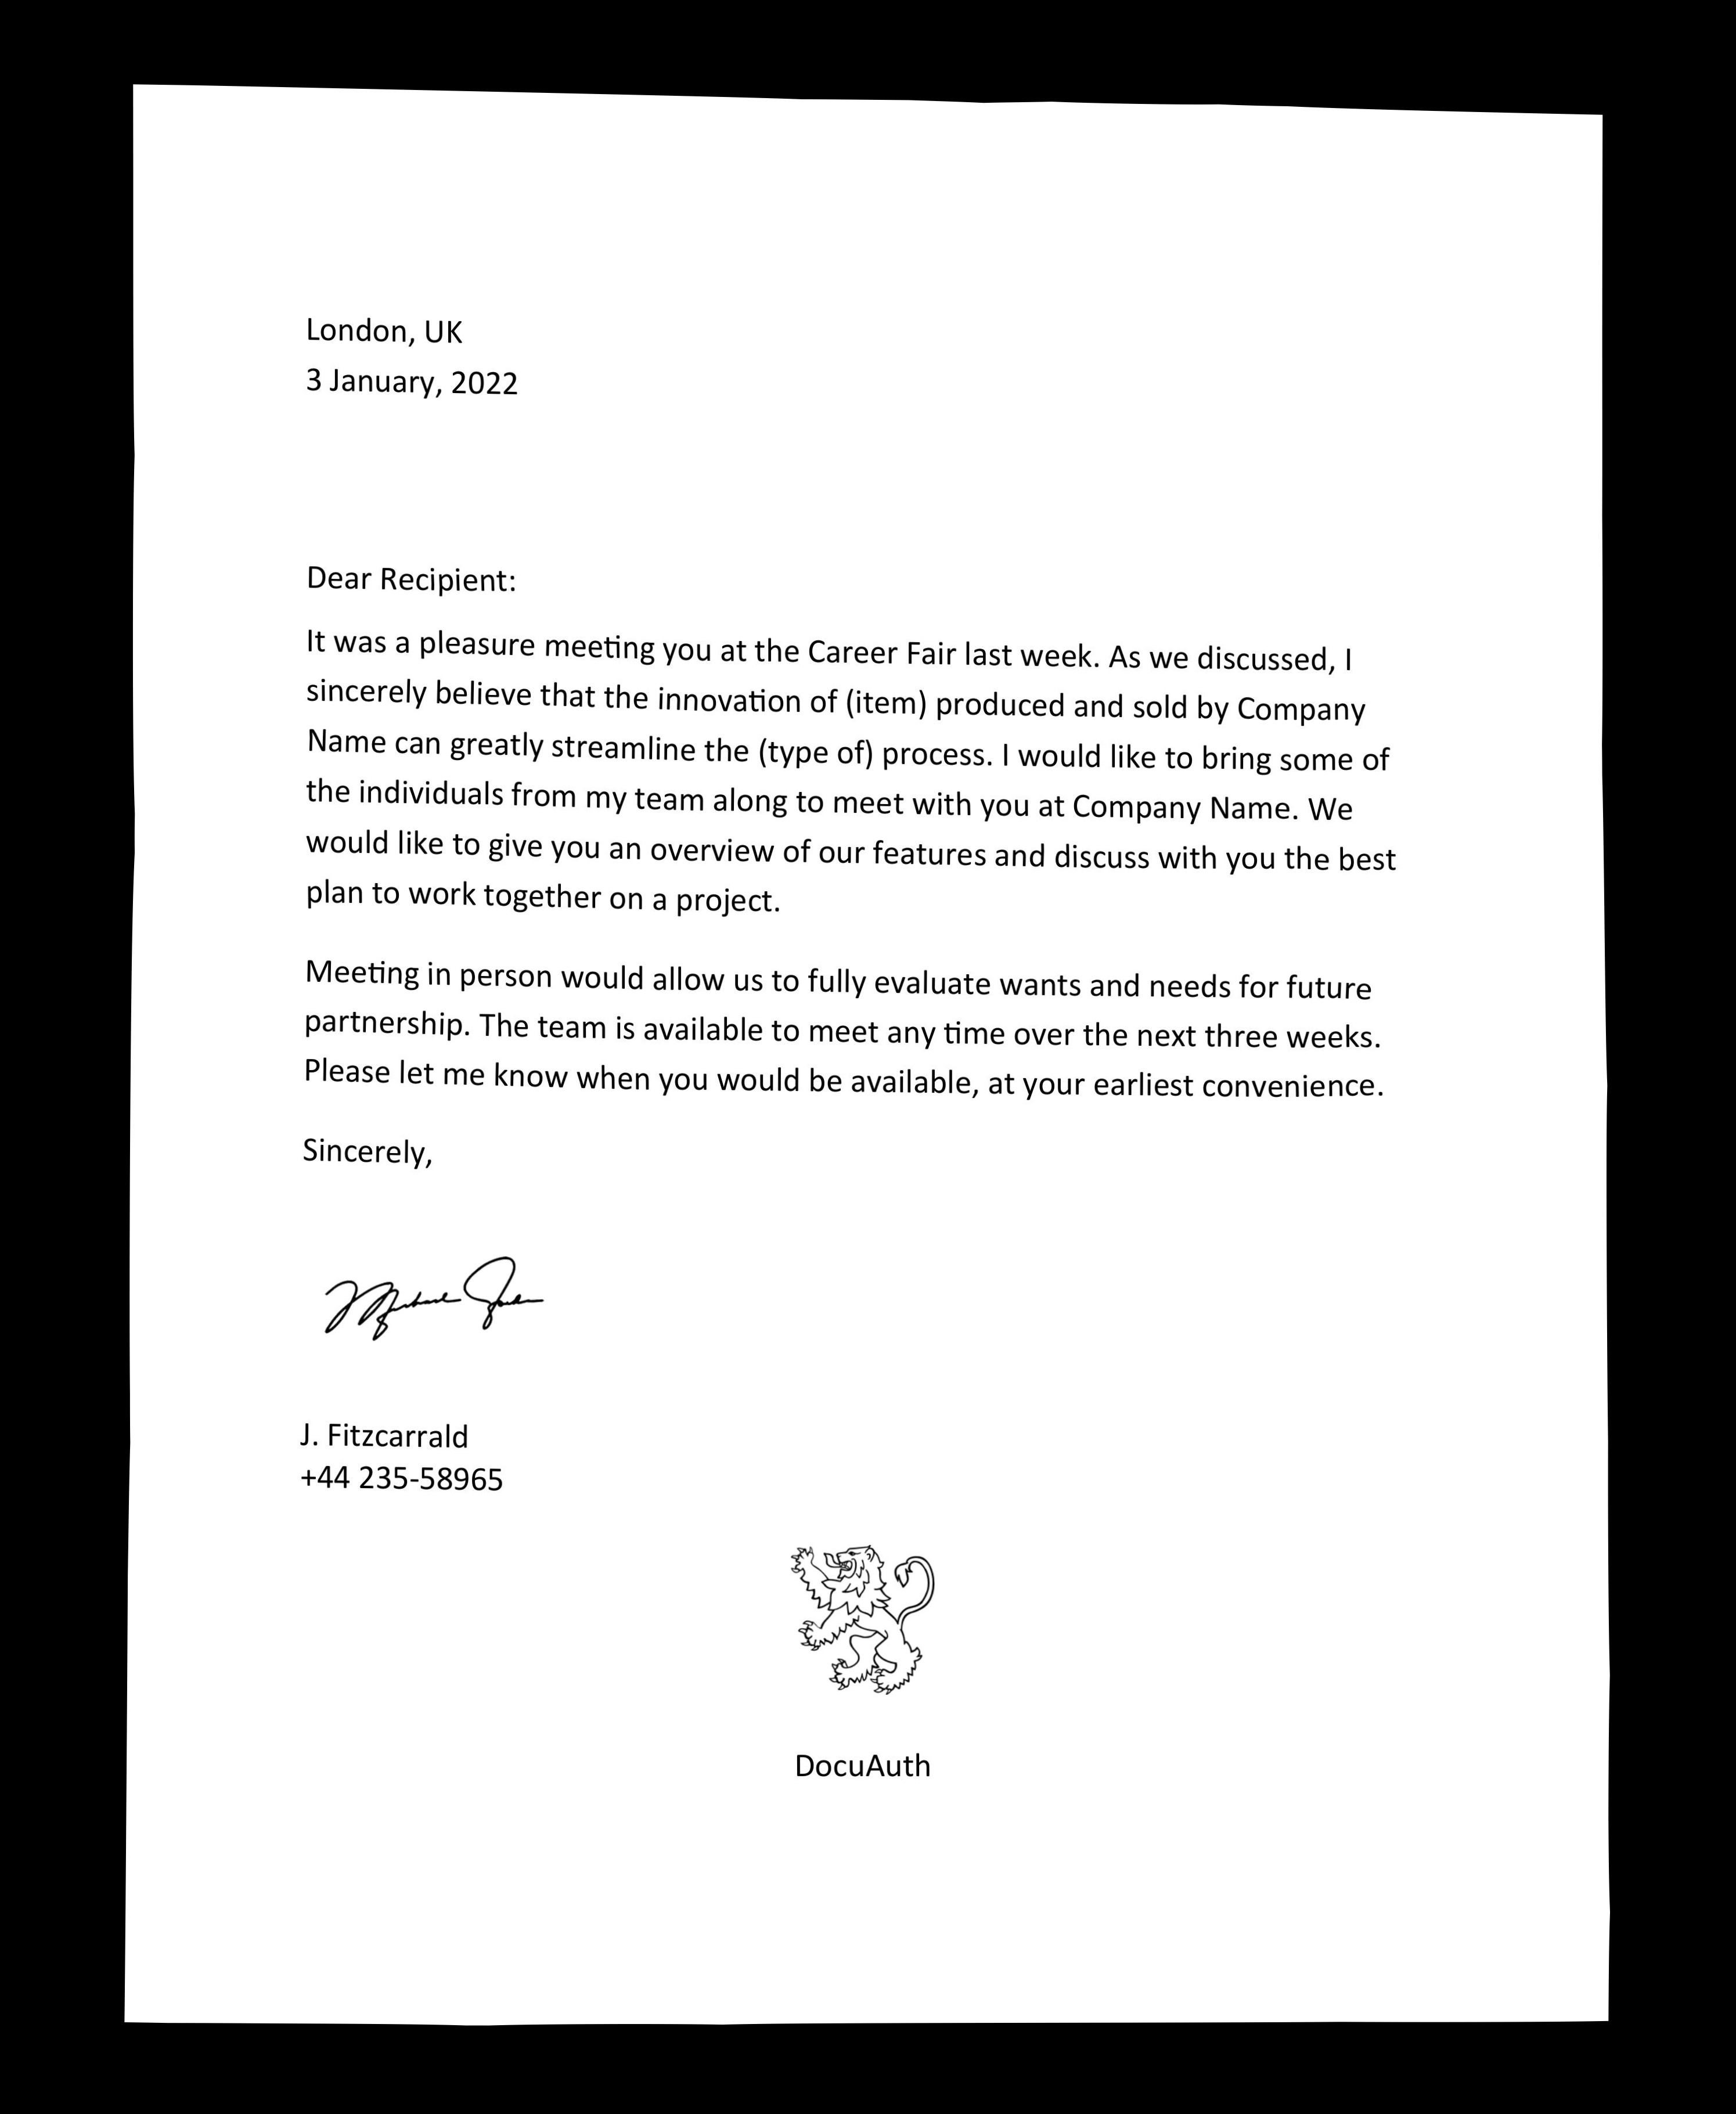 London, UK
3 January, 2022
Dear Recipient:
It was a pleasure meeting you at the Career Fair last week. As we discussed, I
sincerely believe that the innovation of (item) produced and sold by Company
Name can greatly streamline the (type of) process. I would like to bring some of
the individuals from my team along to meet with you at Company Name. We
would like to give you an overview of our features and discuss with you the best
plan to work together on a project.
Meeting in person would allow us to fully evaluate wants and needs for future
partnership. The team is available to meet any time over the next three weeks.
Please let me know when you would be available, at your earliest convenience.
Sincerely,
J. Fitzcarrald
+44 235-58965
DocuAuth